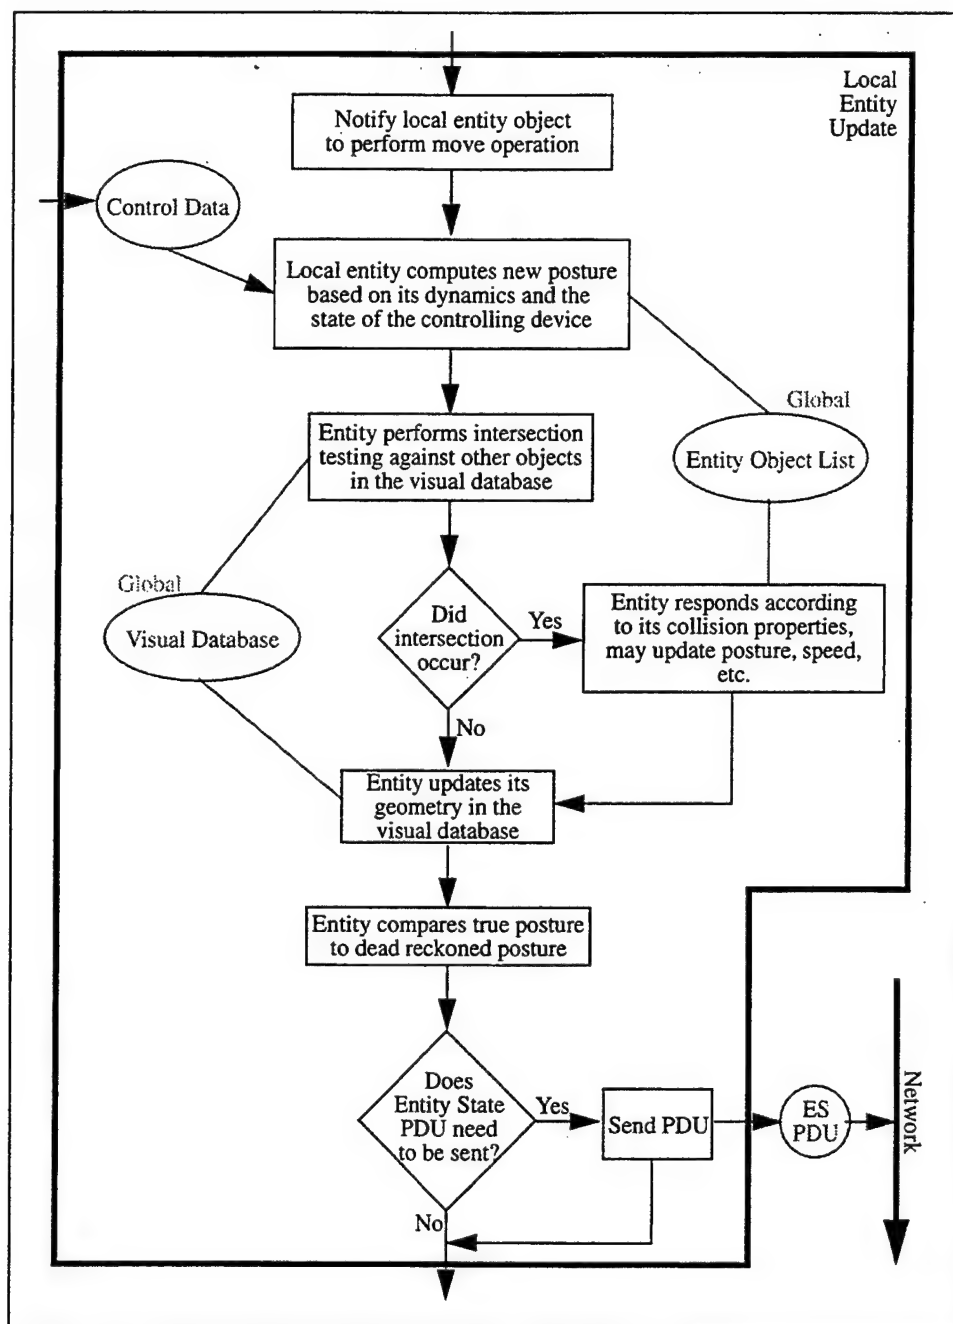 Local
Entity
Update
Notify local entity object
to perform move operation
Control Data
Local entity computes new posture
based on its dynamics and the
state of the controlling device
Global
Entity Object List
Entity performs intersection
testing against other objects
in the visual database
Global
Visual Database
Did
intersection
occur?
Yes
Entity responds according
to its collision properties,
may update posture, speed,
etc.
No
Entity updates its
geometry in the
visual database
Entity compares true posture
to dead reckoned posture
Does
Entity State
PDU need
to be sent?
Yes
Send PDU
ES
PDU
Network
No